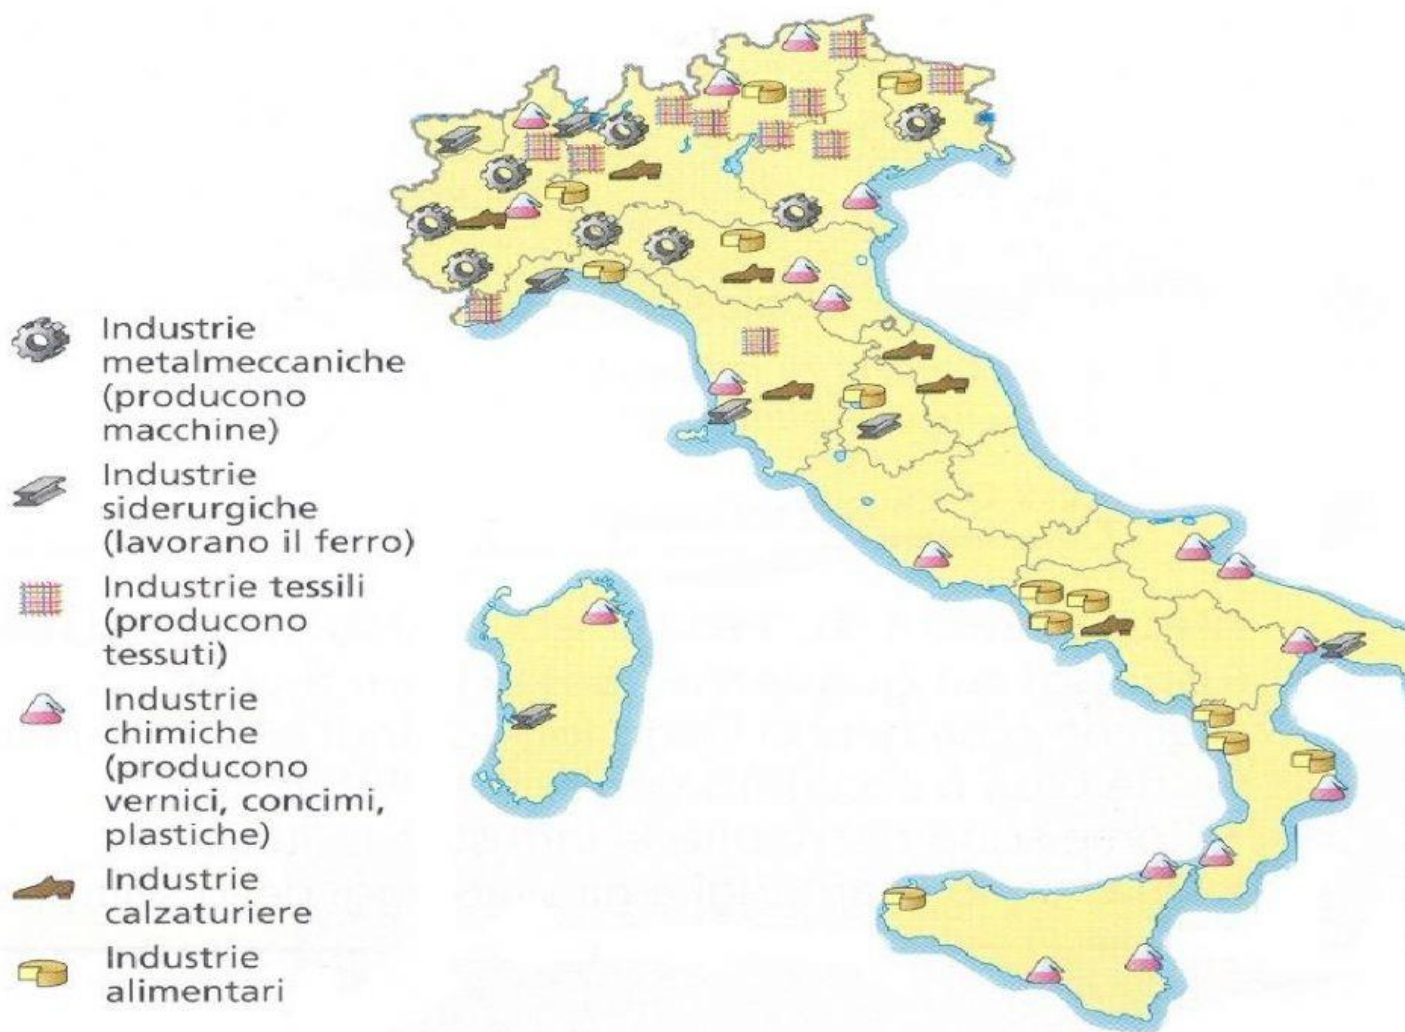 Industrie
metalmeccaniche
(producono
macchine)
Industrie
siderurgiche
(lavorano il ferro)
Industrie tessili
(producono
tessuti)
Industrie
chimiche
(producono
vernici, concimi,
plastiche)
Industrie
calzaturiere
Industrie
alimentari